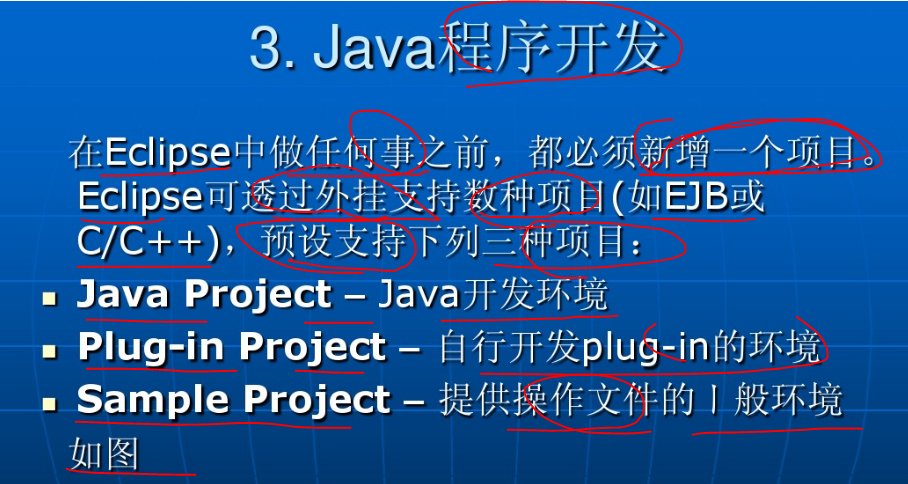 3. Java程序开发
在Eclipse中做任何事之前，都必须新增一个项目。
Eclipse可透过外挂支持数种项目(如EJB或
C/C++)，预设支持下列三种项目：
Java Project – Java开发环境
Plug-in Project – 自行开发plug-in的环境
Sample Project – 提供操作文件的丨般环境
如图